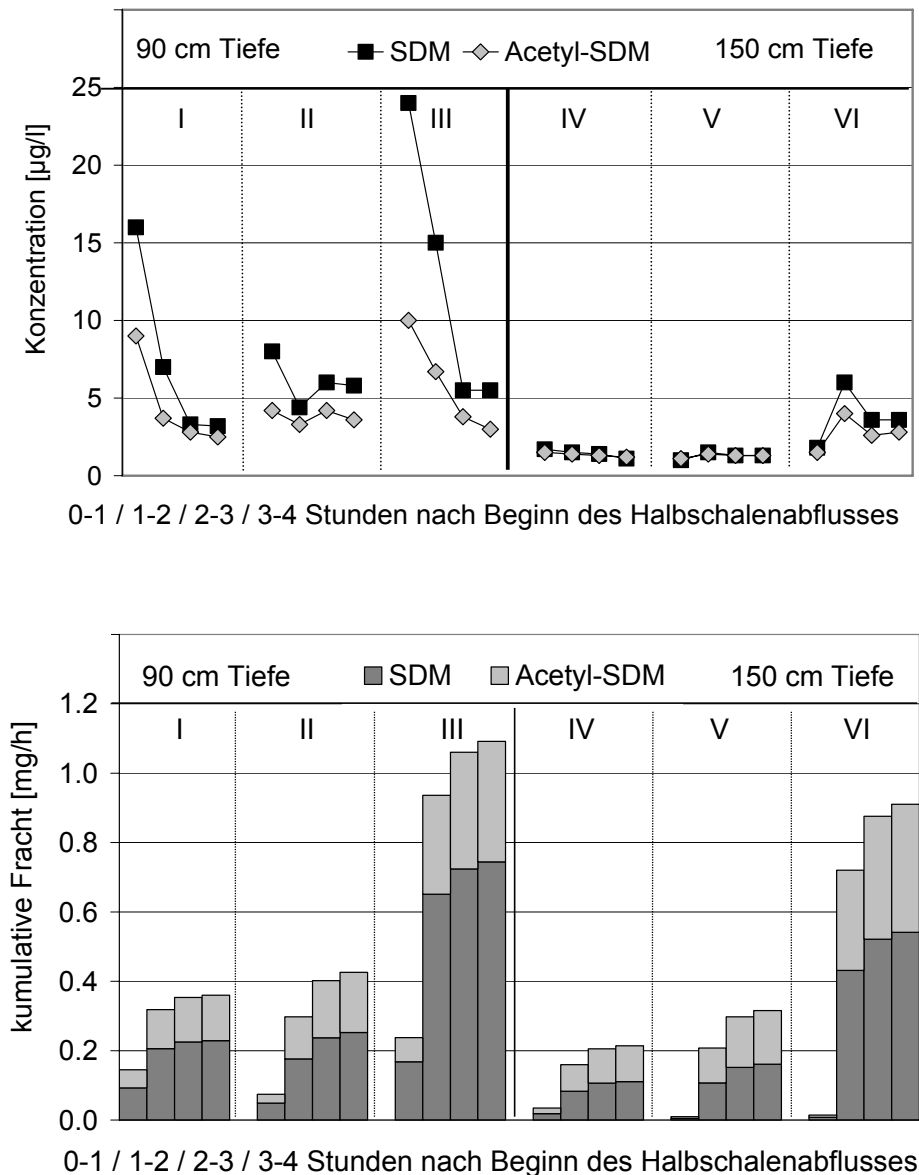 90 cm Tiefe SDM Acetyl-SDM 150 cm Tiefe
Konzentration [µg/l]
25
20
15
10
5
0
I II III IV V VI
0-1 / 1-2 / 2-3 / 3-4 Stunden nach Beginn des Halbschalenabflusses
90 cm Tiefe SDM Acetyl-SDM 150 cm Tiefe
kumulative Fracht [mg/h]
1.2
1.0
0.8
0.6
0.4
0.2
0.0
I II III IV V VI
0-1 / 1-2 / 2-3 / 3-4 Stunden nach Beginn des Halbschalenabflusses